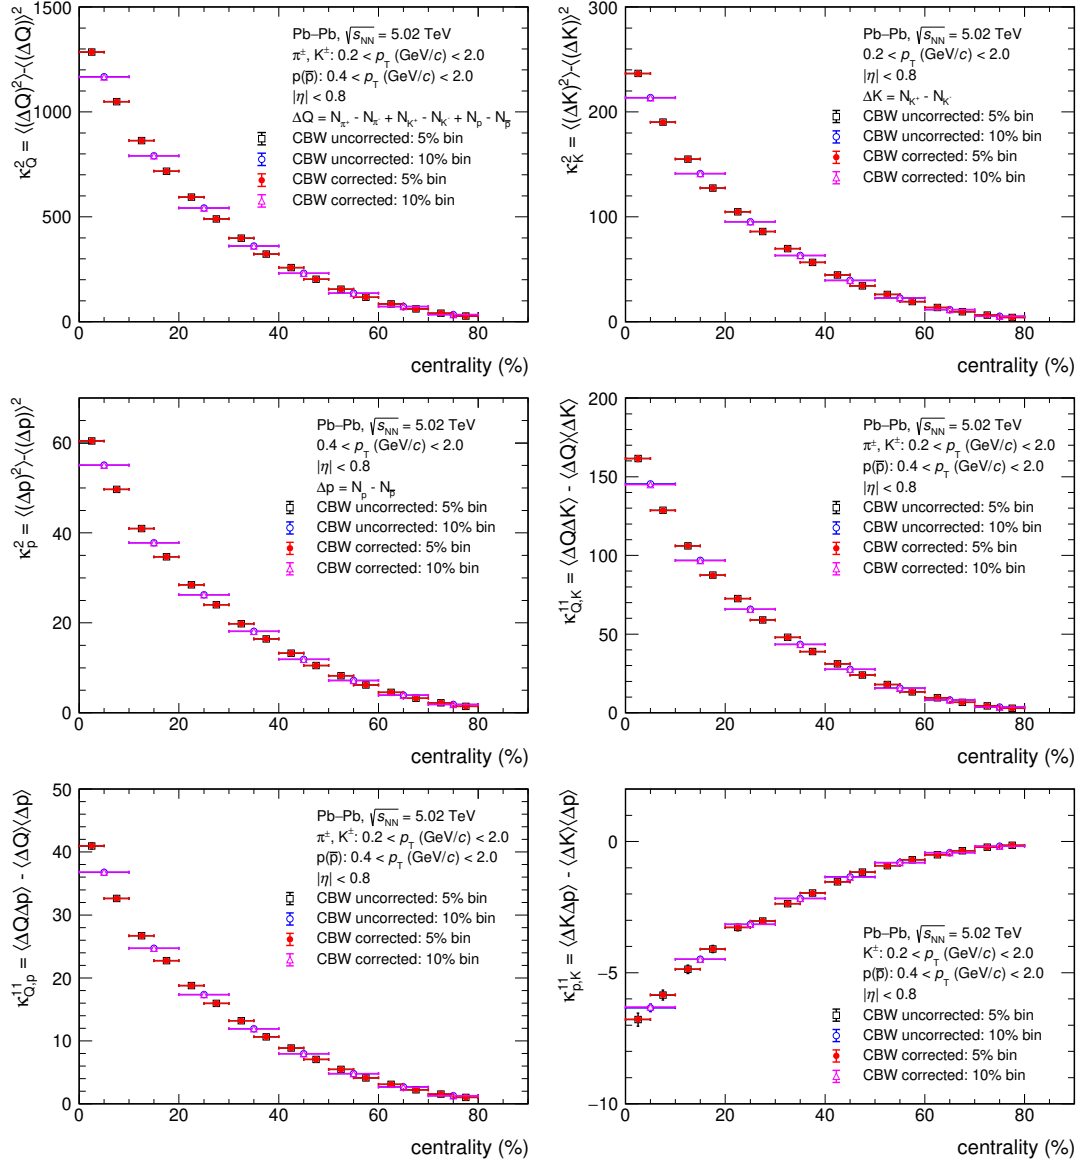 κ²_Q = ⟨(ΔQ)²⟩-⟨(ΔQ)⟩²
1500
1000
500
0
0 20 40 60 80
centrality (%)
Pb–Pb, √s_NN = 5.02 TeV
π±, K±: 0.2 < p_T (GeV/c) < 2.0
p(p̅): 0.4 < p_T (GeV/c) < 2.0
|η| < 0.8
ΔQ = N_π⁺ - N_π⁻ + N_K⁺ - N_K⁻ + N_p - N_p̅
CBW uncorrected: 5% bin
CBW uncorrected: 10% bin
CBW corrected: 5% bin
CBW corrected: 10% bin
κ²_K = ⟨(ΔK)²⟩-⟨(ΔK)⟩²
300
200
100
0
0 20 40 60 80
centrality (%)
Pb–Pb, √s_NN = 5.02 TeV
0.2 < p_T (GeV/c) < 2.0
|η| < 0.8
ΔK = N_K⁺ - N_K⁻
CBW uncorrected: 5% bin
CBW uncorrected: 10% bin
CBW corrected: 5% bin
CBW corrected: 10% bin
κ²_p = ⟨(Δp)²⟩-⟨(Δp)⟩²
60
40
20
0
0 20 40 60 80
centrality (%)
Pb–Pb, √s_NN = 5.02 TeV
0.4 < p_T (GeV/c) < 2.0
|η| < 0.8
Δp = N_p - N_p̅
CBW uncorrected: 5% bin
CBW uncorrected: 10% bin
CBW corrected: 5% bin
CBW corrected: 10% bin
κ¹¹_Q,K = ⟨ΔQΔK⟩ - ⟨ΔQ⟩⟨ΔK⟩
200
150
100
50
0
0 20 40 60 80
centrality (%)
Pb–Pb, √s_NN = 5.02 TeV
π±, K±: 0.2 < p_T (GeV/c) < 2.0
p(p̅): 0.4 < p_T (GeV/c) < 2.0
|η| < 0.8
CBW uncorrected: 5% bin
CBW uncorrected: 10% bin
CBW corrected: 5% bin
CBW corrected: 10% bin
κ¹¹_Q,p = ⟨ΔQΔp⟩ - ⟨ΔQ⟩⟨Δp⟩
50
40
30
20
10
0
0 20 40 60 80
centrality (%)
Pb–Pb, √s_NN = 5.02 TeV
π±, K±: 0.2 < p_T (GeV/c) < 2.0
p(p̅): 0.4 < p_T (GeV/c) < 2.0
|η| < 0.8
CBW uncorrected: 5% bin
CBW uncorrected: 10% bin
CBW corrected: 5% bin
CBW corrected: 10% bin
κ¹¹_p,K = ⟨ΔKΔp⟩ - ⟨ΔK⟩⟨Δp⟩
0
−5
−10
0 20 40 60 80
centrality (%)
Pb–Pb, √s_NN = 5.02 TeV
K±: 0.2 < p_T (GeV/c) < 2.0
p(p̅): 0.4 < p_T (GeV/c) < 2.0
|η| < 0.8
CBW uncorrected: 5% bin
CBW uncorrected: 10% bin
CBW corrected: 5% bin
CBW corrected: 10% bin